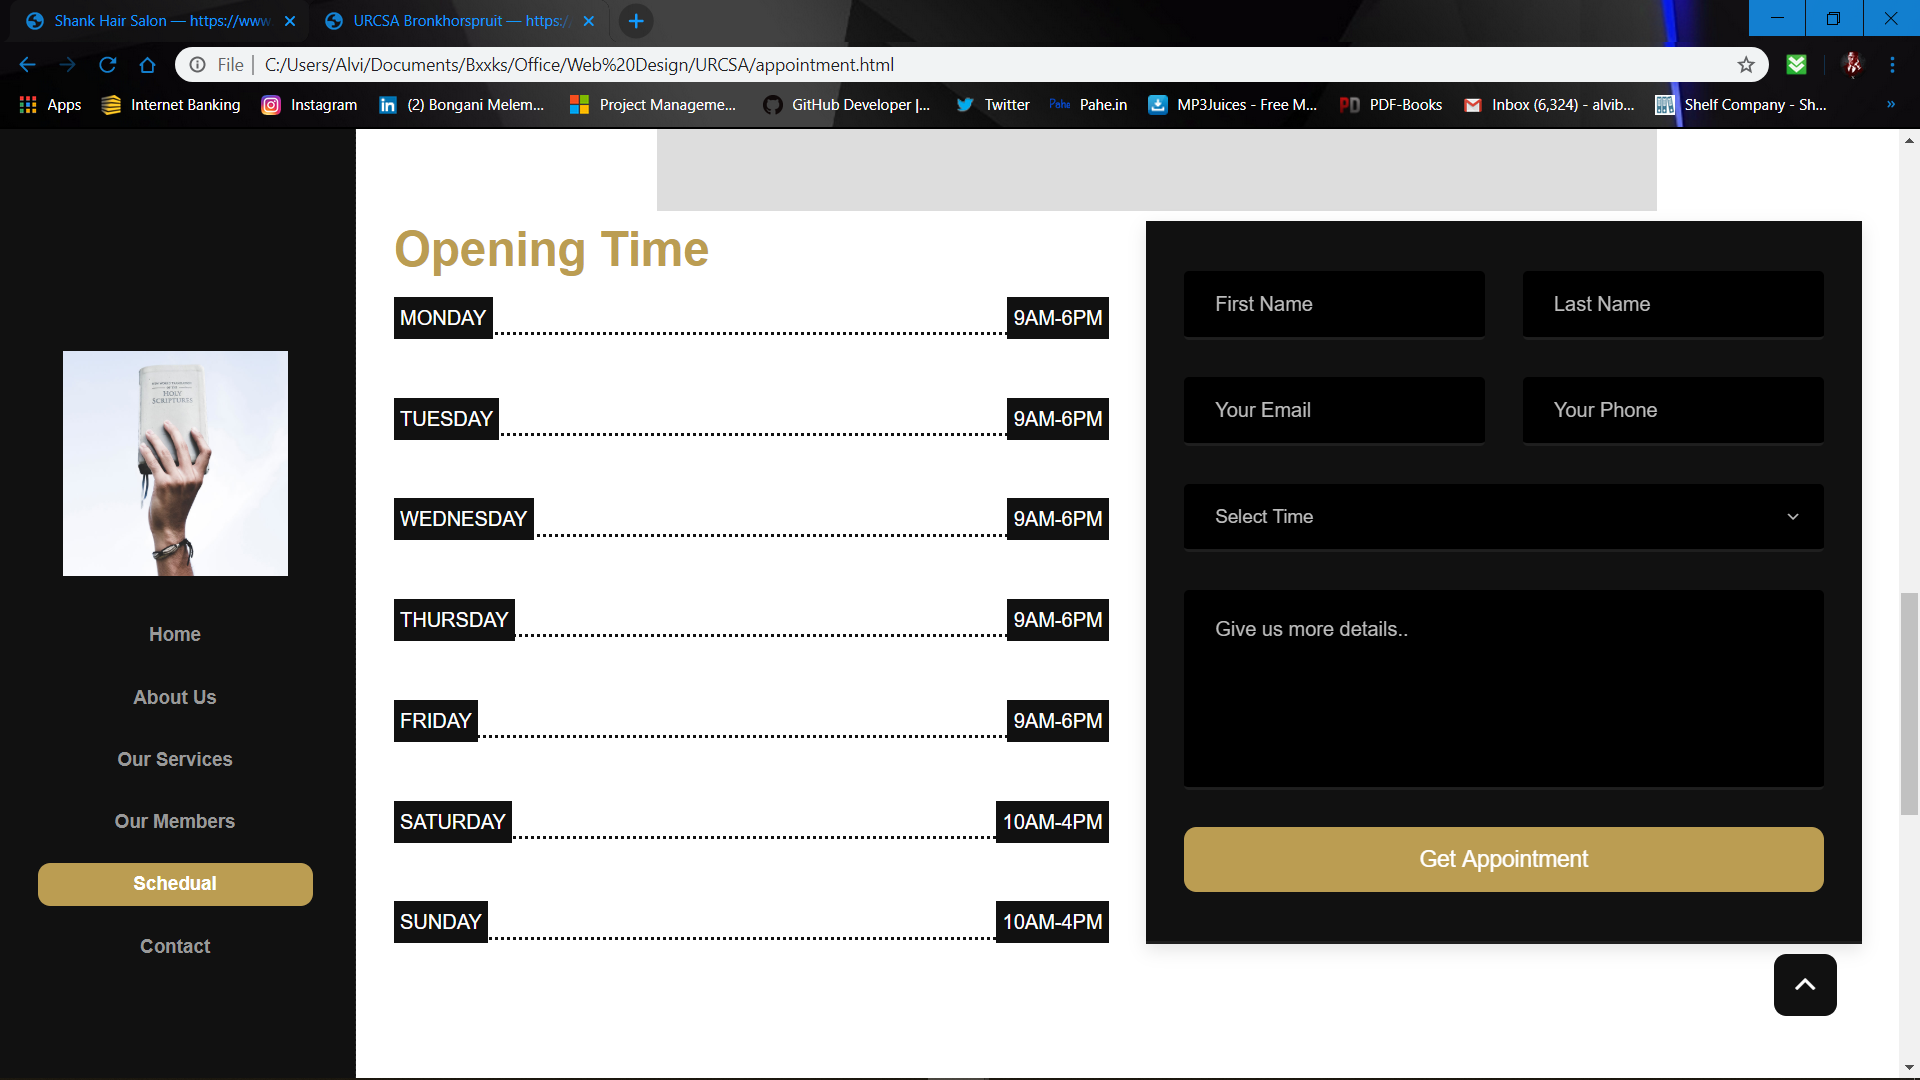 Shank Hair Salon — https://www
URCSA Bronkhorspruit — https:/
File
C:/Users/Alvi/Documents/Bxxks/Office/Web%20Design/URCSA/appointment.html
Apps
Internet Banking
Instagram
(2) Bongani Melem...
Project Manageme...
GitHub Developer |...
Twitter
Pahe
Pahe.in
MP3Juices - Free M...
PD
PDF-Books
Inbox (6,324) - alvib...
Shelf Company - Sh...
»
HOLY
SCRIPTURES
Home
About Us
Our Services
Our Members
Schedual
Contact
Opening Time
MONDAY 9AM-6PM
TUESDAY 9AM-6PM
WEDNESDAY 9AM-6PM
THURSDAY 9AM-6PM
FRIDAY 9AM-6PM
SATURDAY 10AM-4PM
SUNDAY 10AM-4PM
First Name
Last Name
Your Email
Your Phone
Select Time
Give us more details..
Get Appointment